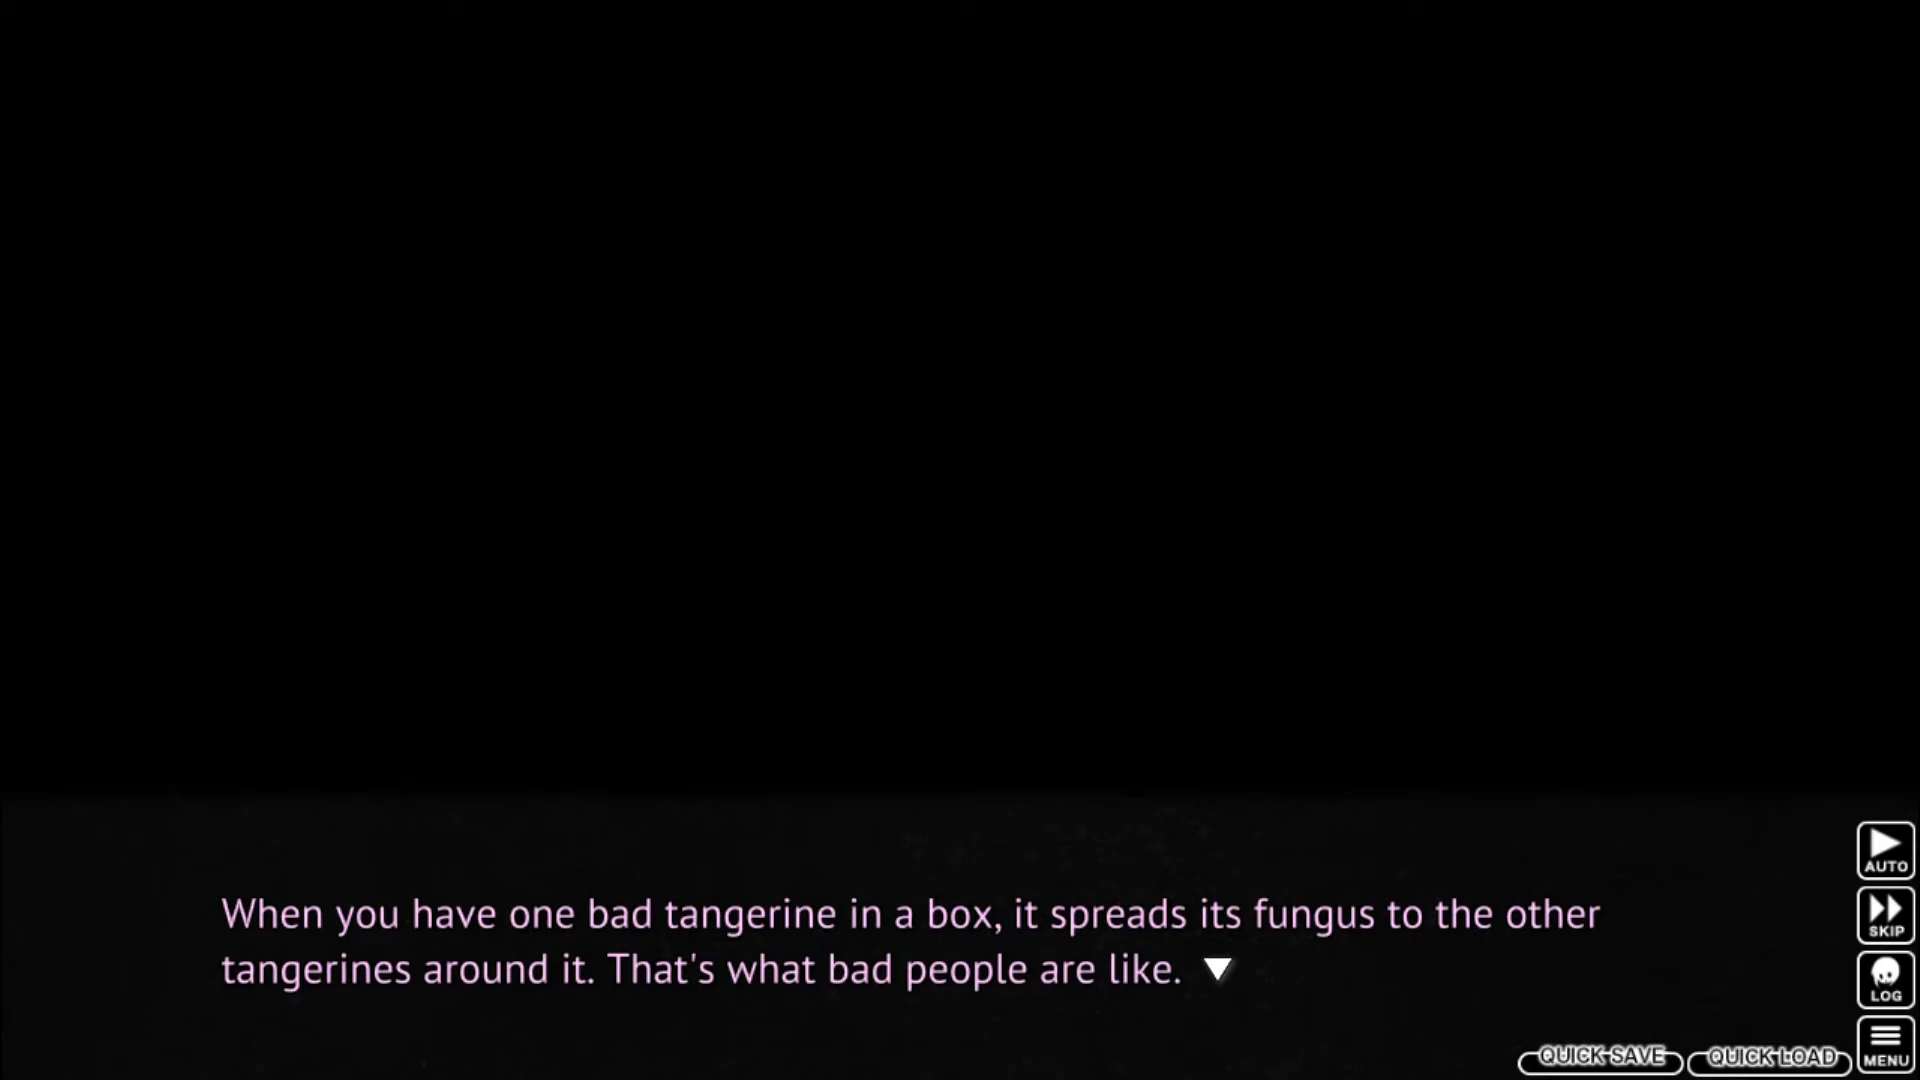 When you have one bad tangerine in a box, it spreads its fungus to the other
tangerines around it. That's what bad people are like.
AUTO
SKIP
LOG
MENU
QUICK SAVE QUICK LOAD